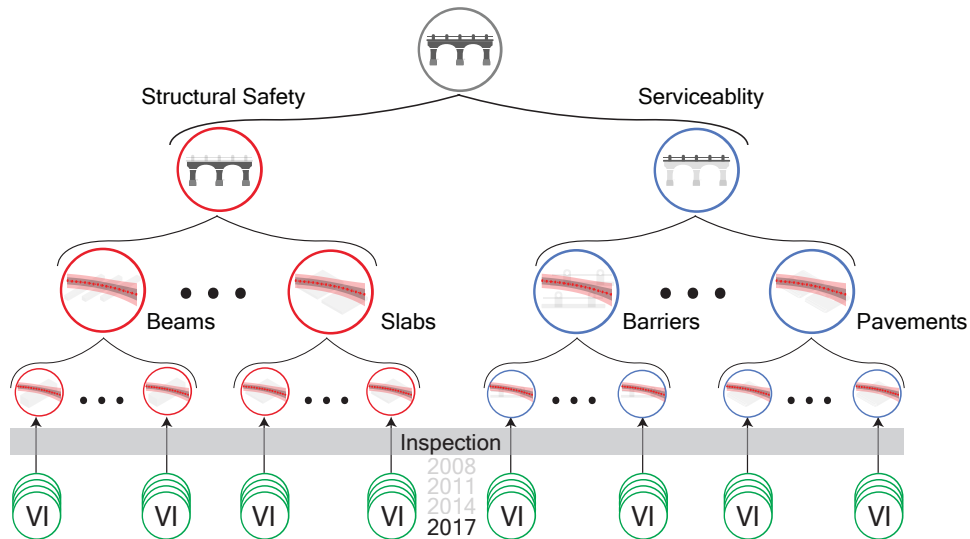 Structural Safety
Serviceablity
Beams
Slabs
Barriers
Pavements
Inspection
2008
2011
2014
2017
VI
VI
VI
VI
VI
VI
VI
VI